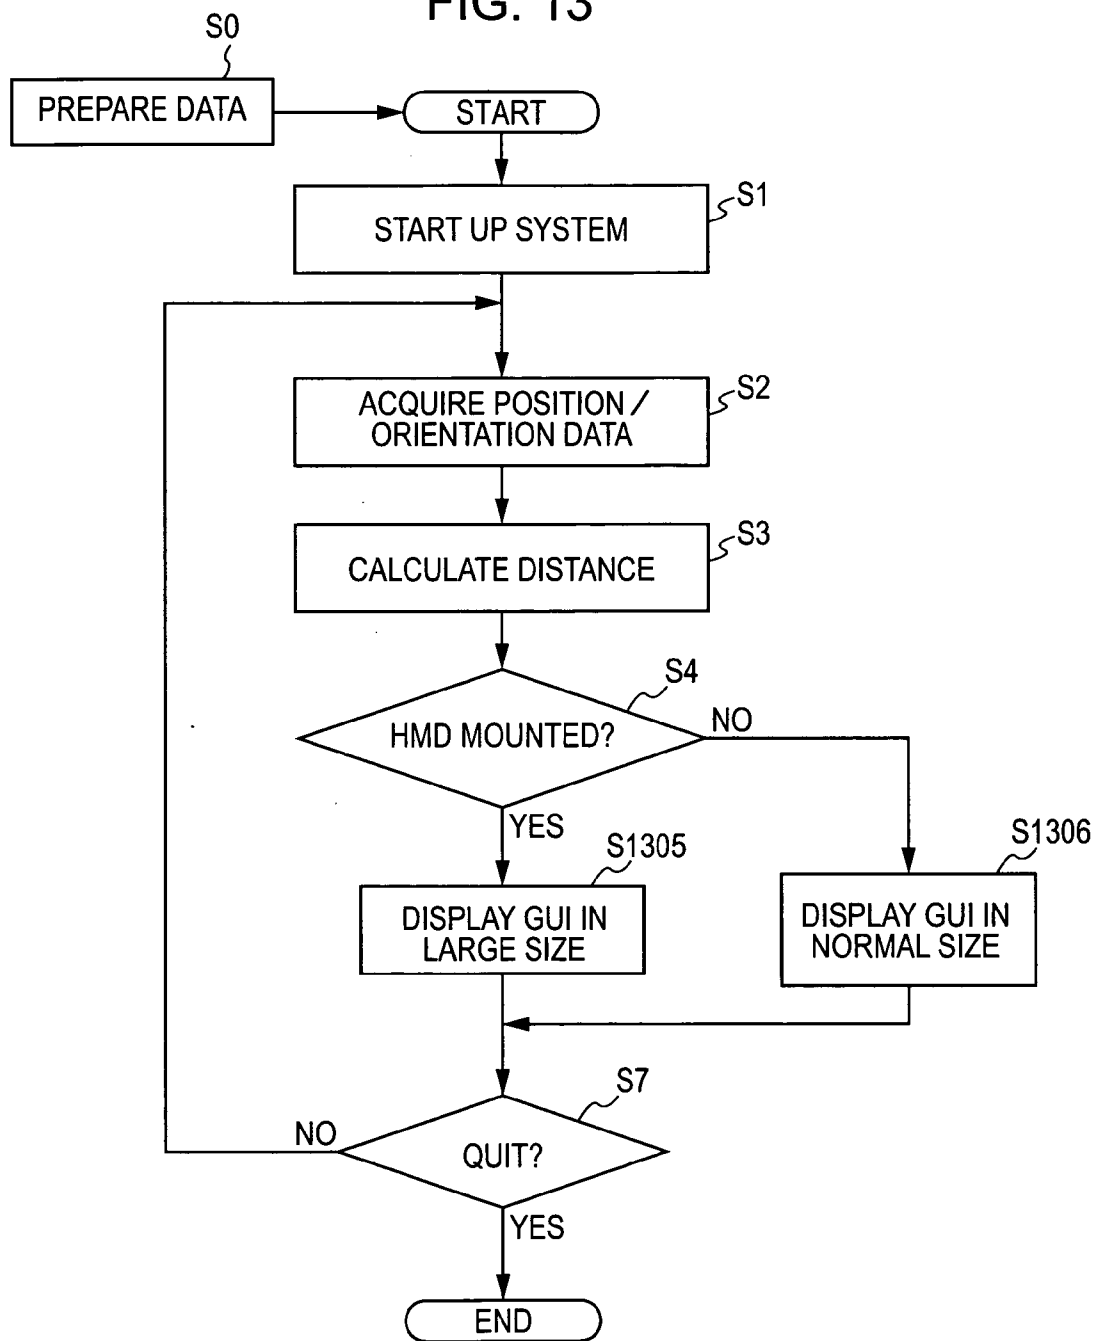 FIG. 13
S0
PREPARE DATA
START
S1
START UP SYSTEM
S2
ACQUIRE POSITION /
ORIENTATION DATA
S3
CALCULATE DISTANCE
S4
HMD MOUNTED?
NO
YES
S1305
S1306
DISPLAY GUI IN
LARGE SIZE
DISPLAY GUI IN
NORMAL SIZE
S7
NO
QUIT?
YES
END